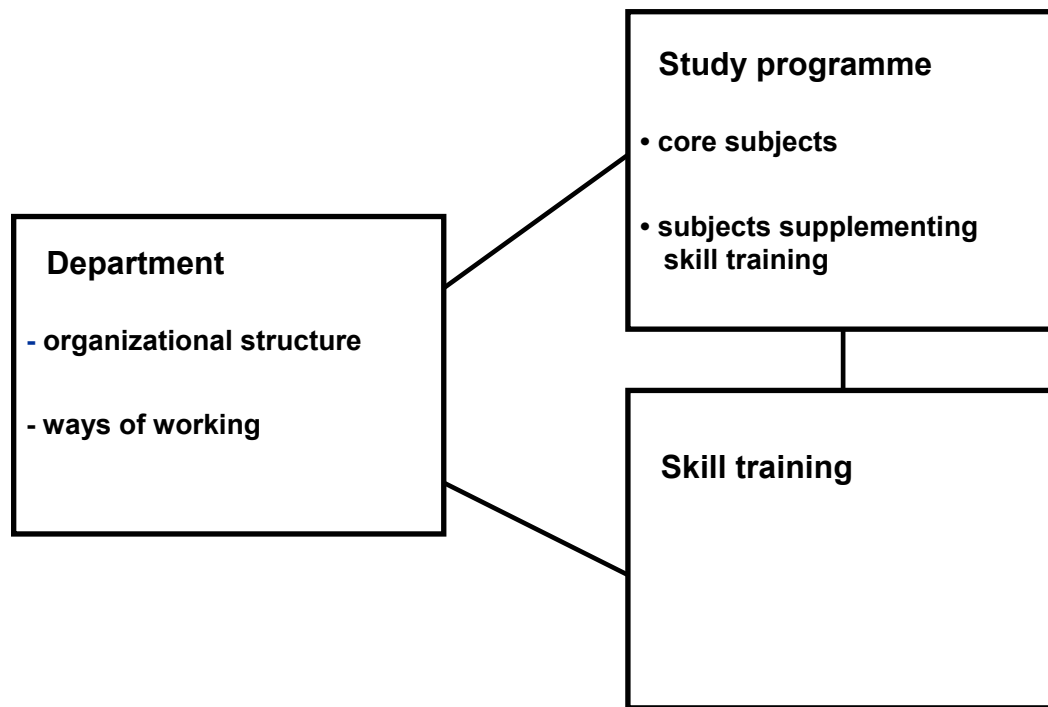 Study programme
• core subjects
• subjects supplementing
skill training
Department
- organizational structure
- ways of working
Skill training